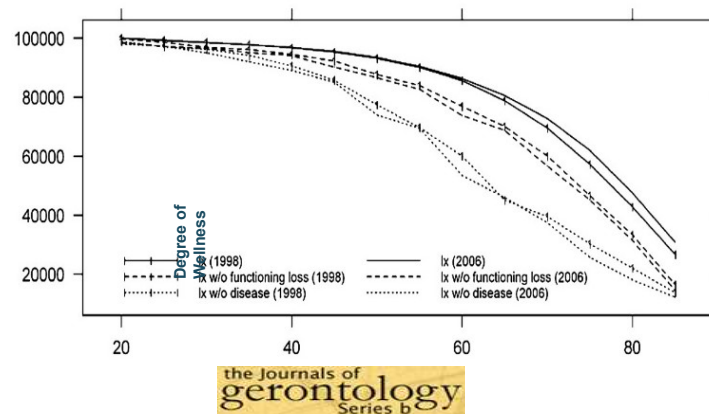 100000
80000
60000
40000
20000
Degree of
Wellness
lx (1998)
lx w/o functioning loss (1998)
lx w/o disease (1998)
lx (2006)
lx w/o functioning loss (2006)
lx w/o disease (2006)
20 40 60 80
the Journals of
gerontology
Series b